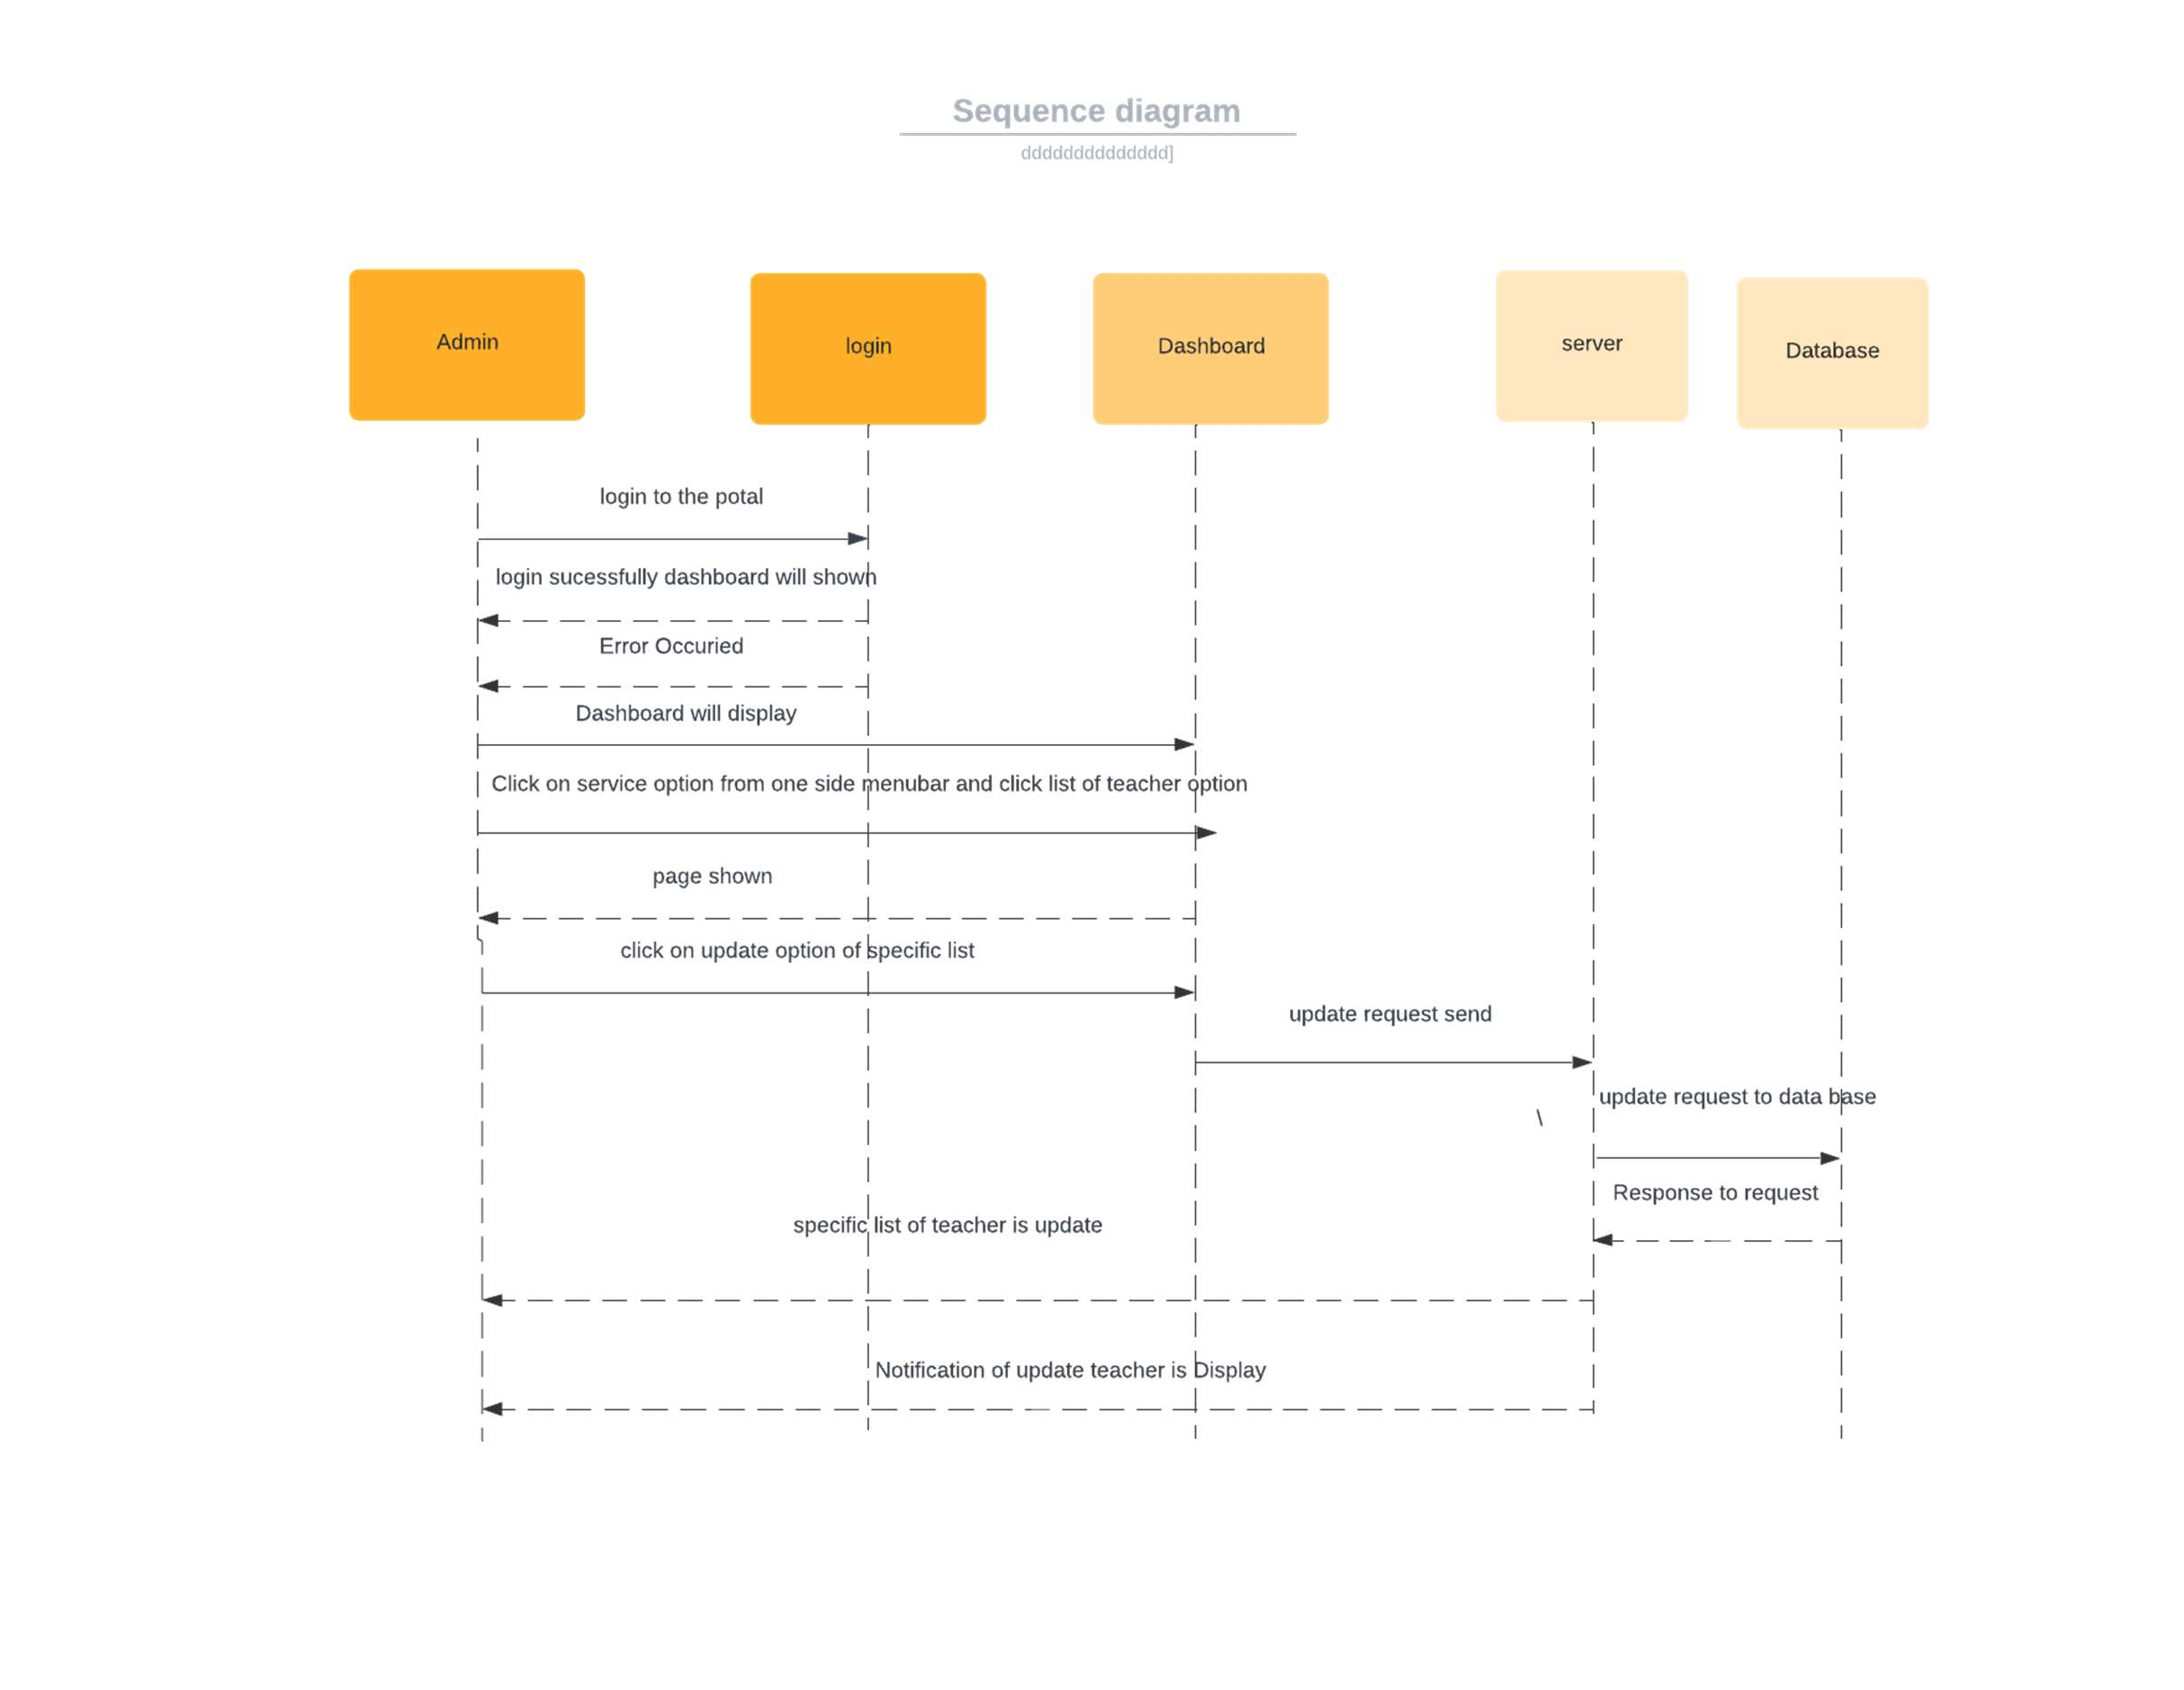 Sequence diagram
dddddddddddddd]
Admin
login
Dashboard
server
Database
login to the potal
login sucessfully dashboard will shown
Error Occuried
Dashboard will display
Click on service option from one side menubar and click list of teacher option
page shown
click on update option of specific list
update request send
update request to data base
\
Response to request
specific list of teacher is update
Notification of update teacher is Display